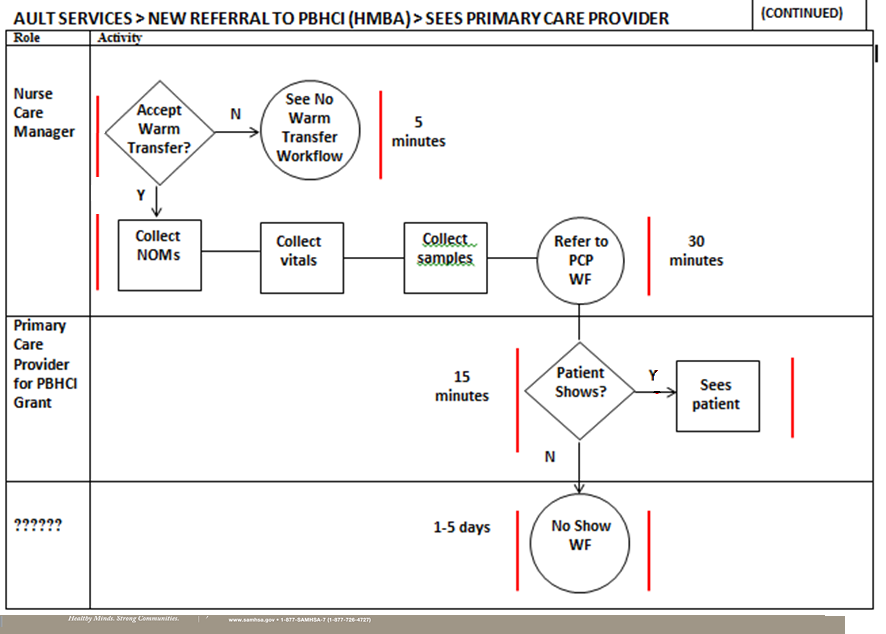 AULT SERVICES > NEW REFERRAL TO PBHCI (HMBA) > SEES PRIMARY CARE PROVIDER
(CONTINUED)
Role
Activity
Nurse
Care
Manager
Accept
Warm
Transfer?
N
See No
Warm
Transfer
Workflow
5
minutes
Y
Collect
NOMs
Collect
vitals
Collect
samples
Refer to
PCP
WF
30
minutes
Primary
Care
Provider
for PBHCI
Grant
15
minutes
Patient
Shows?
Y
Sees
patient
N
??????
1-5 days
No Show
WF
Healthy Minds. Strong Communities.
www.samhsa.gov • 1-877-SAMHSA-7 (1-877-726-4727)